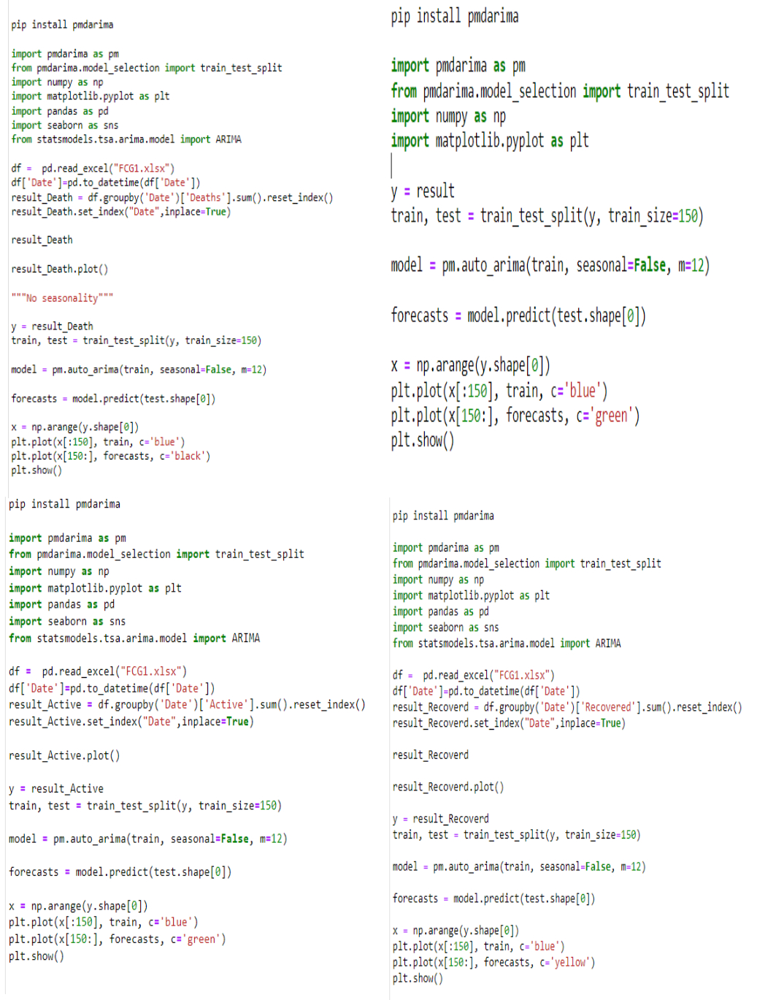 pip install pmdarima
import pmdarima as pm
from pmdarima.model_selection import train_test_split
import numpy as np
import matplotlib.pyplot as plt
import pandas as pd
import seaborn as sns
from statsmodels.tsa.arima.model import ARIMA
df =  pd.read_excel("FCG1.xlsx")
df['Date']=pd.to_datetime(df['Date'])
result_Death = df.groupby('Date')['Deaths'].sum().reset_index()
result_Death.set_index("Date",inplace=True)
result_Death
result_Death.plot()
"""No seasonality"""
y = result_Death
train, test = train_test_split(y, train_size=150)
model = pm.auto_arima(train, seasonal=False, m=12)
forecasts = model.predict(test.shape[0])
x = np.arange(y.shape[0])
plt.plot(x[:150], train, c='blue')
plt.plot(x[150:], forecasts, c='black')
plt.show()
pip install pmdarima
import pmdarima as pm
from pmdarima.model_selection import train_test_split
import numpy as np
import matplotlib.pyplot as plt
y = result
train, test = train_test_split(y, train_size=150)
model = pm.auto_arima(train, seasonal=False, m=12)
forecasts = model.predict(test.shape[0])
x = np.arange(y.shape[0])
plt.plot(x[:150], train, c='blue')
plt.plot(x[150:], forecasts, c='green')
plt.show()
pip install pmdarima
import pmdarima as pm
from pmdarima.model_selection import train_test_split
import numpy as np
import matplotlib.pyplot as plt
import pandas as pd
import seaborn as sns
from statsmodels.tsa.arima.model import ARIMA
df =  pd.read_excel("FCG1.xlsx")
df['Date']=pd.to_datetime(df['Date'])
result_Active = df.groupby('Date')['Active'].sum().reset_index()
result_Active.set_index("Date",inplace=True)
result_Active.plot()
y = result_Active
train, test = train_test_split(y, train_size=150)
model = pm.auto_arima(train, seasonal=False, m=12)
forecasts = model.predict(test.shape[0])
x = np.arange(y.shape[0])
plt.plot(x[:150], train, c='blue')
plt.plot(x[150:], forecasts, c='green')
plt.show()
pip install pmdarima
import pmdarima as pm
from pmdarima.model_selection import train_test_split
import numpy as np
import matplotlib.pyplot as plt
import pandas as pd
import seaborn as sns
from statsmodels.tsa.arima.model import ARIMA
df =  pd.read_excel("FCG1.xlsx")
df['Date']=pd.to_datetime(df['Date'])
result_Recoverd = df.groupby('Date')['Recovered'].sum().reset_index()
result_Recoverd.set_index("Date",inplace=True)
result_Recoverd
result_Recoverd.plot()
y = result_Recoverd
train, test = train_test_split(y, train_size=150)
model = pm.auto_arima(train, seasonal=False, m=12)
forecasts = model.predict(test.shape[0])
x = np.arange(y.shape[0])
plt.plot(x[:150], train, c='blue')
plt.plot(x[150:], forecasts, c='yellow')
plt.show()